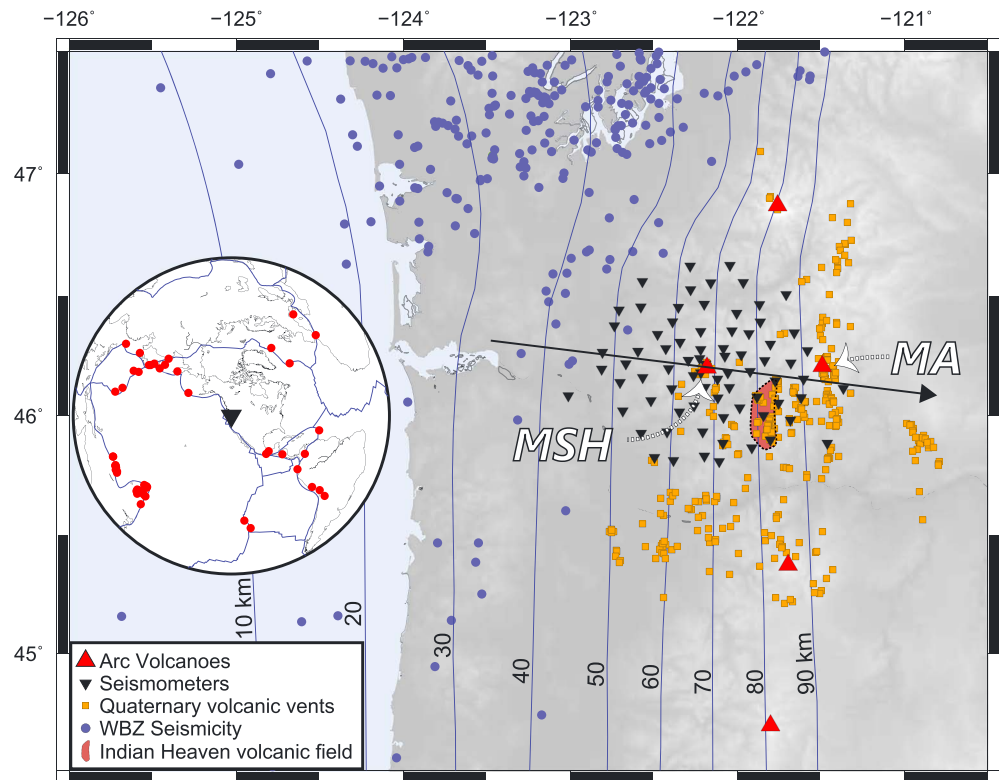 −126° −125° −124° −123° −122° −121°
47°
46°
45°
MA
MSH
10 km
20
30
40
50
60
70
80
90 km
Arc Volcanoes
Seismometers
Quaternary volcanic vents
WBZ Seismicity
Indian Heaven volcanic field